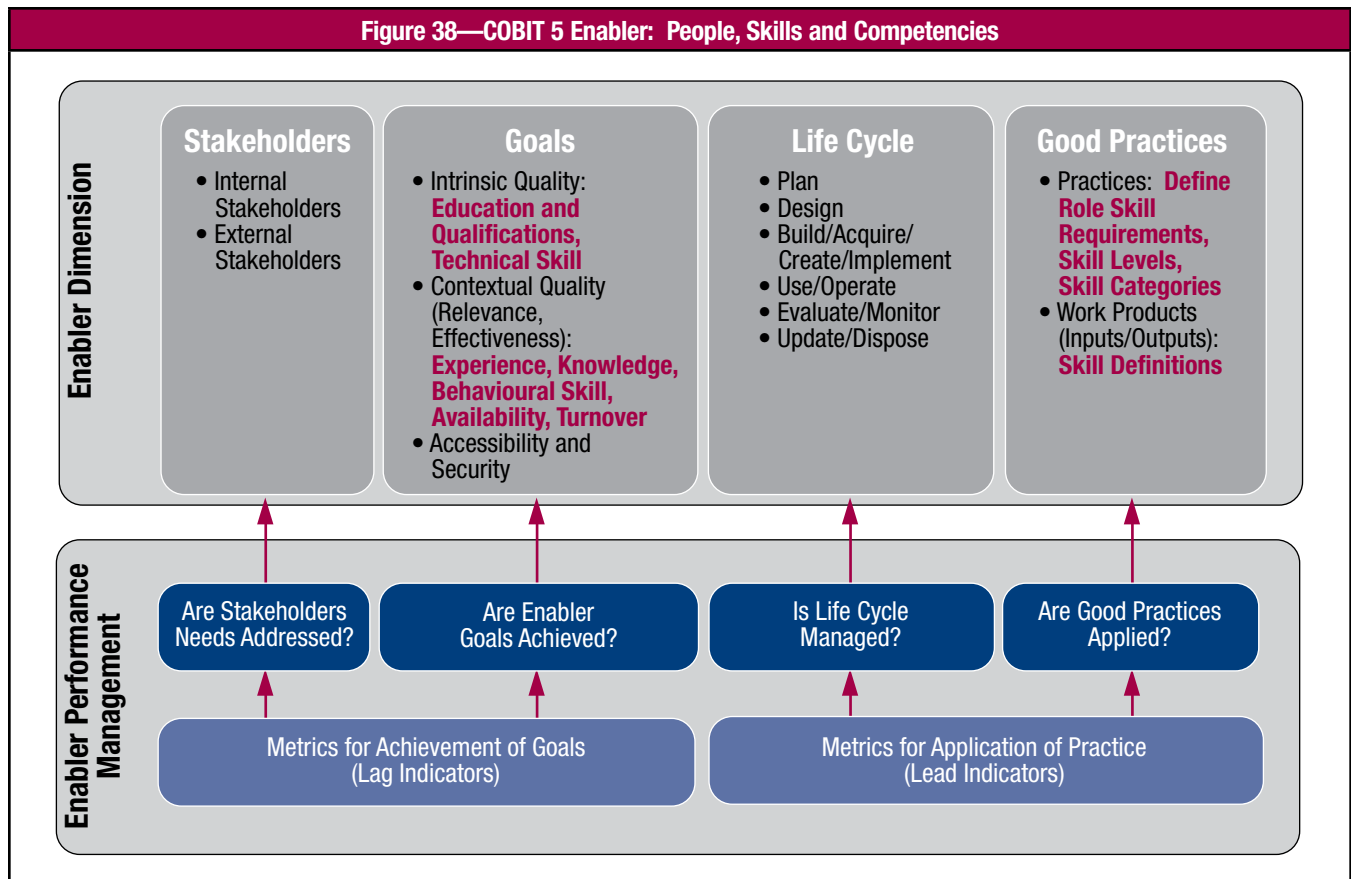 Figure 38—COBIT 5 Enabler: People, Skills and Competencies
Enabler Dimension
Stakeholders
• Internal
Stakeholders
• External
Stakeholders
Goals
• Intrinsic Quality:
Education and
Qualifications,
Technical Skill
• Contextual Quality
(Relevance,
Effectiveness):
Experience, Knowledge,
Behavioural Skill,
Availability, Turnover
• Accessibility and
Security
Life Cycle
• Plan
• Design
• Build/Acquire/
Create/Implement
• Use/Operate
• Evaluate/Monitor
• Update/Dispose
Good Practices
• Practices: Define
Role Skill
Requirements,
Skill Levels,
Skill Categories
• Work Products
(Inputs/Outputs):
Skill Definitions
Enabler Performance
Management
Are Stakeholders
Needs Addressed?
Are Enabler
Goals Achieved?
Is Life Cycle
Managed?
Are Good Practices
Applied?
Metrics for Achievement of Goals
(Lag Indicators)
Metrics for Application of Practice
(Lead Indicators)